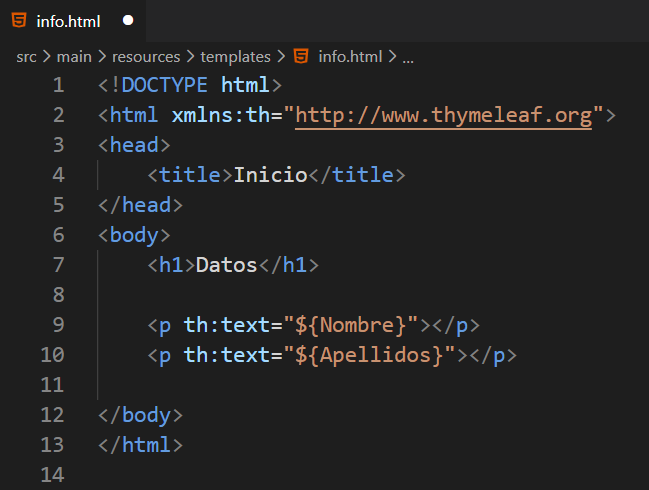 info.html
src > main > resources > templates > info.html > ...
1 <!DOCTYPE html>
2 <html xmlns:th="http://www.thymeleaf.org">
3 <head>
4     <title>Inicio</title>
5 </head>
6 <body>
7     <h1>Datos</h1>
8
9     <p th:text="${Nombre}"></p>
10     <p th:text="${Apellidos}"></p>
11
12 </body>
13 </html>
14